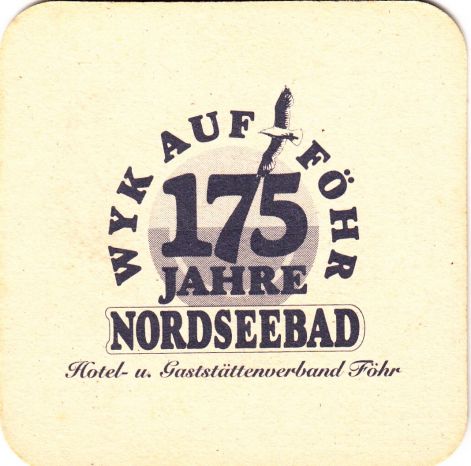 WYK AUF FÖHR
175
JAHRE
NORDSEEBAD
Hotel- u. Gaststättenverband Föhr